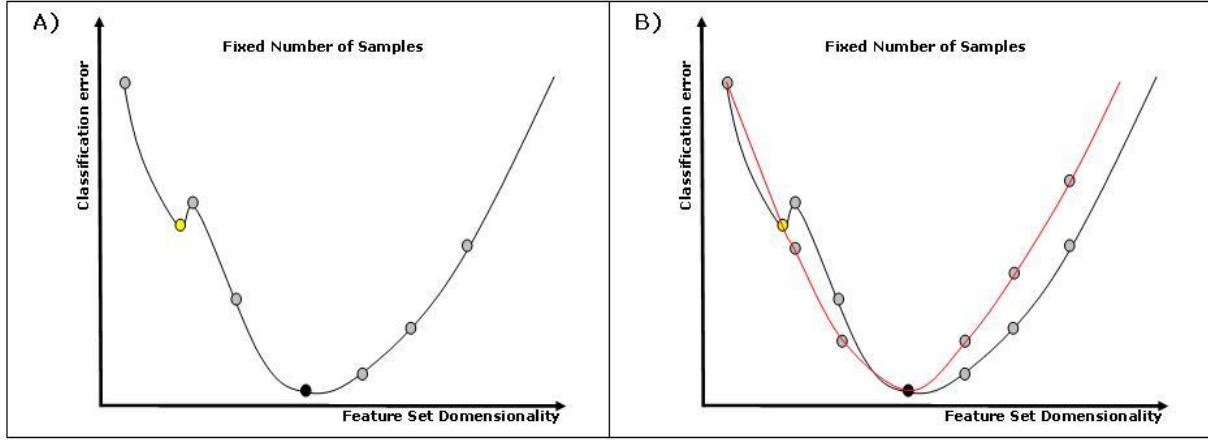 A)
Fixed Number of Samples
Classification error
Feature Set Domensionality
B)
Fixed Number of Samples
Classification error
Feature Set Domensionality